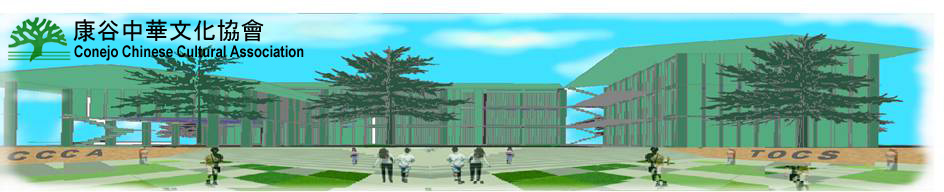 康谷中華文化協會
Conejo Chinese Cultural Association
CCCA
TOCS